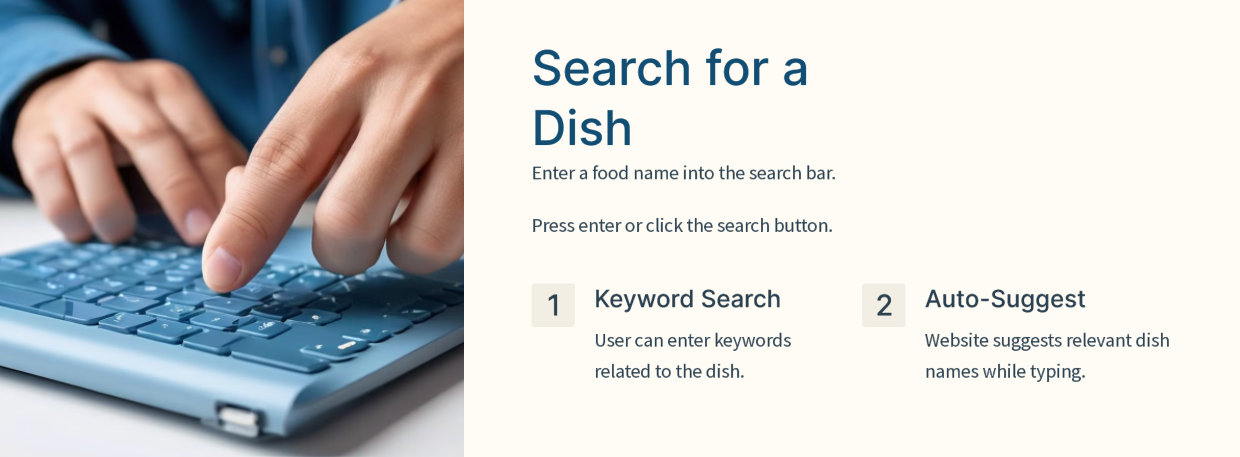 Search for a
Dish
Enter a food name into the search bar.
Press enter or click the search button.
1
Keyword Search
User can enter keywords
related to the dish.
2
Auto-Suggest
Website suggests relevant dish
names while typing.